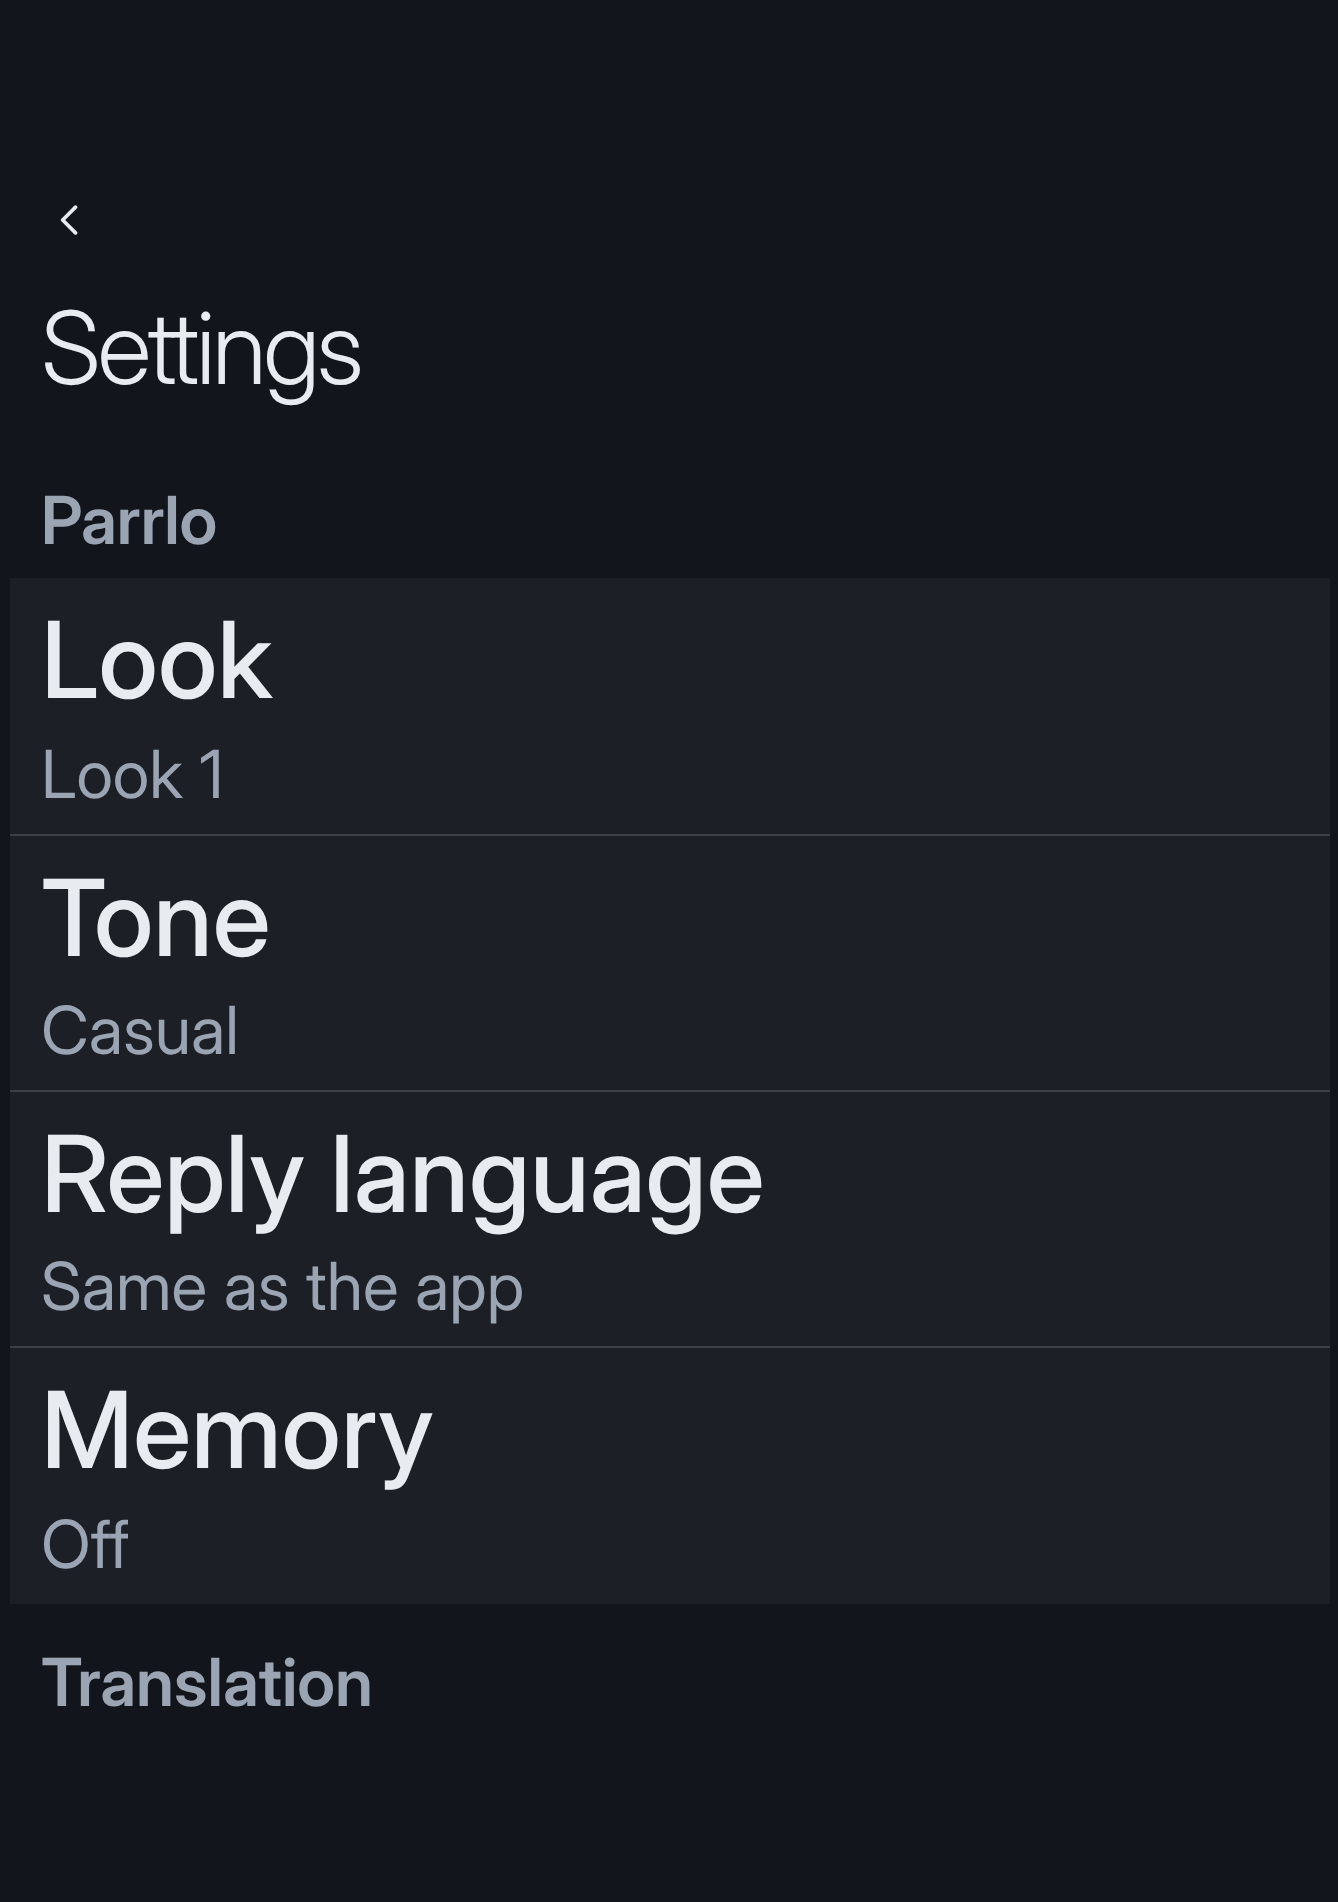 Settings
Parrlo
Look
Look 1
Tone
Casual
Reply language
Same as the app
Memory
Off
Translation